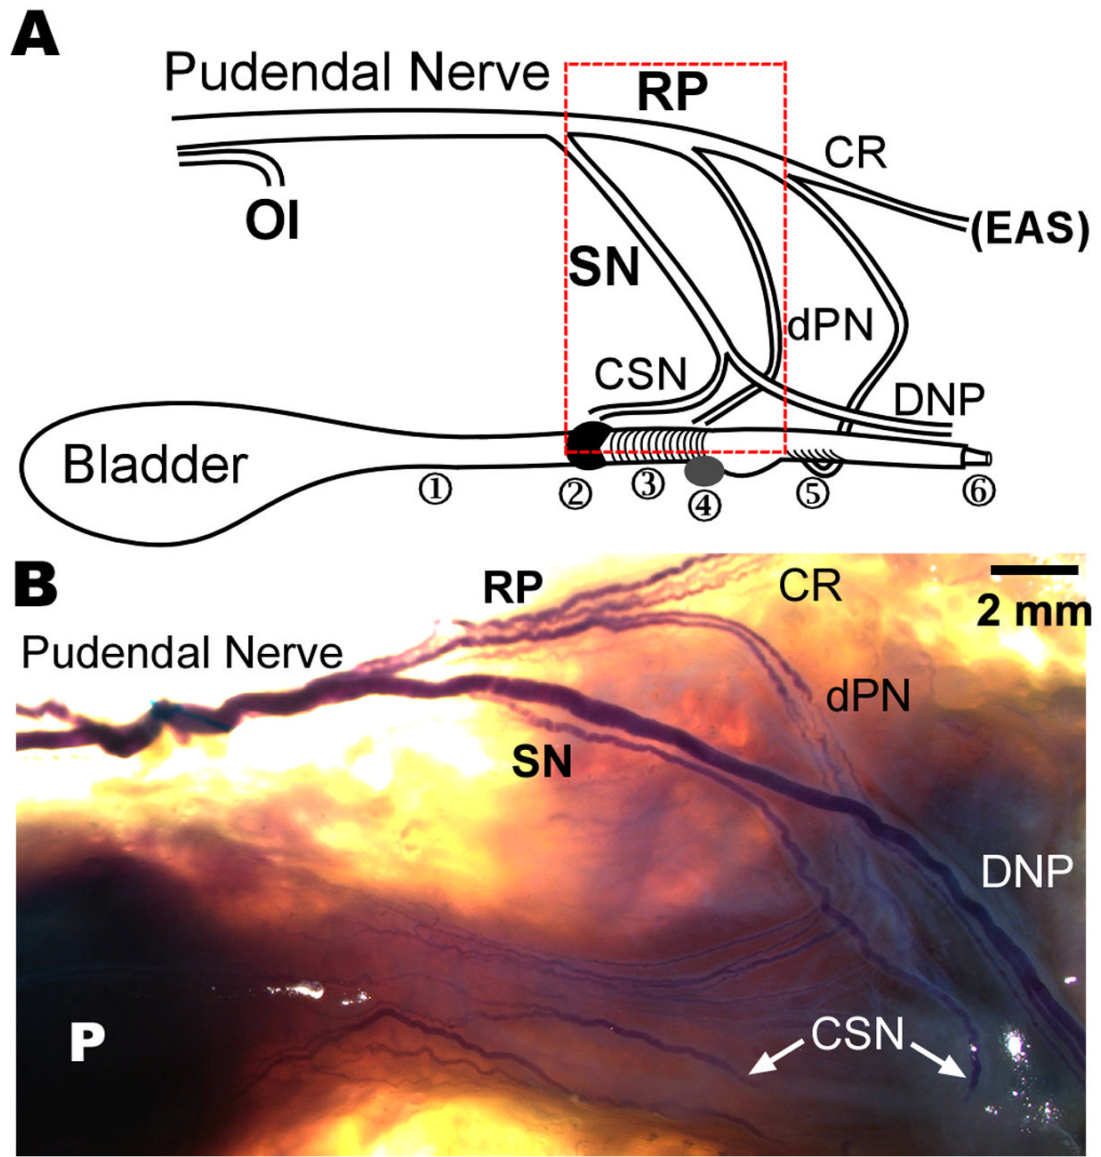 A
Pudendal Nerve
RP
CR
OI
(EAS)
SN
dPN
CSN
DNP
Bladder
①
②
③
④
⑤
⑥
B
RP
CR
2 mm
Pudendal Nerve
dPN
SN
DNP
CSN
P